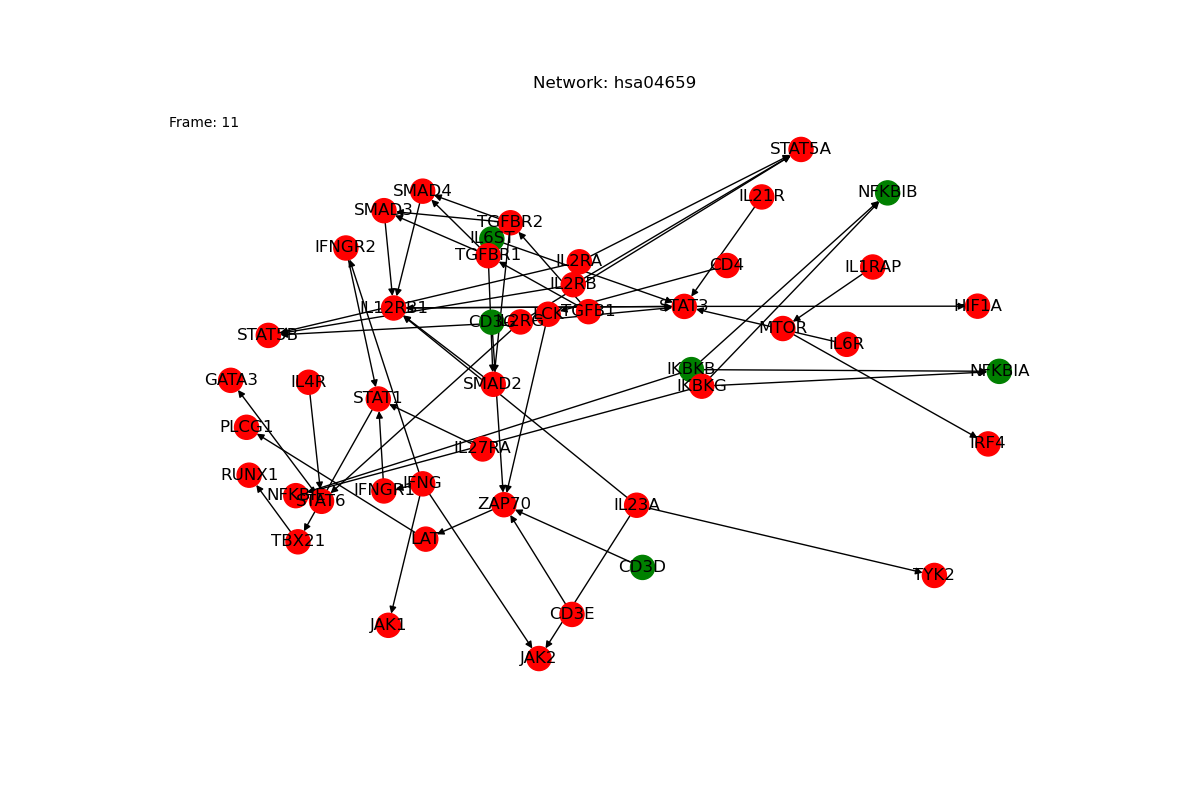 Network: hsa04659
Frame: 11
STAT5A
SMAD4
NFKBIB
IL21R
SMAD3
TGFBR2
IL6ST
IFNGR2
TGFBR1
IL2RA
CD4
IL1RAP
IL2RB
IL12RB1
STAT3
HIF1A
LCK
TGFB1
IL2RG
STAT5B
MTOR
IL6R
IKBKB
NFKBIA
GATA3
IL4R
SMAD2
IKBKG
STAT1
PLCG1
IRF4
IL27RA
RUNX1
IFNG
IFNGR1
STAT6
ZAP70
IL23A
TBX21
LAT
CD3D
TYK2
CD3E
JAK1
JAK2